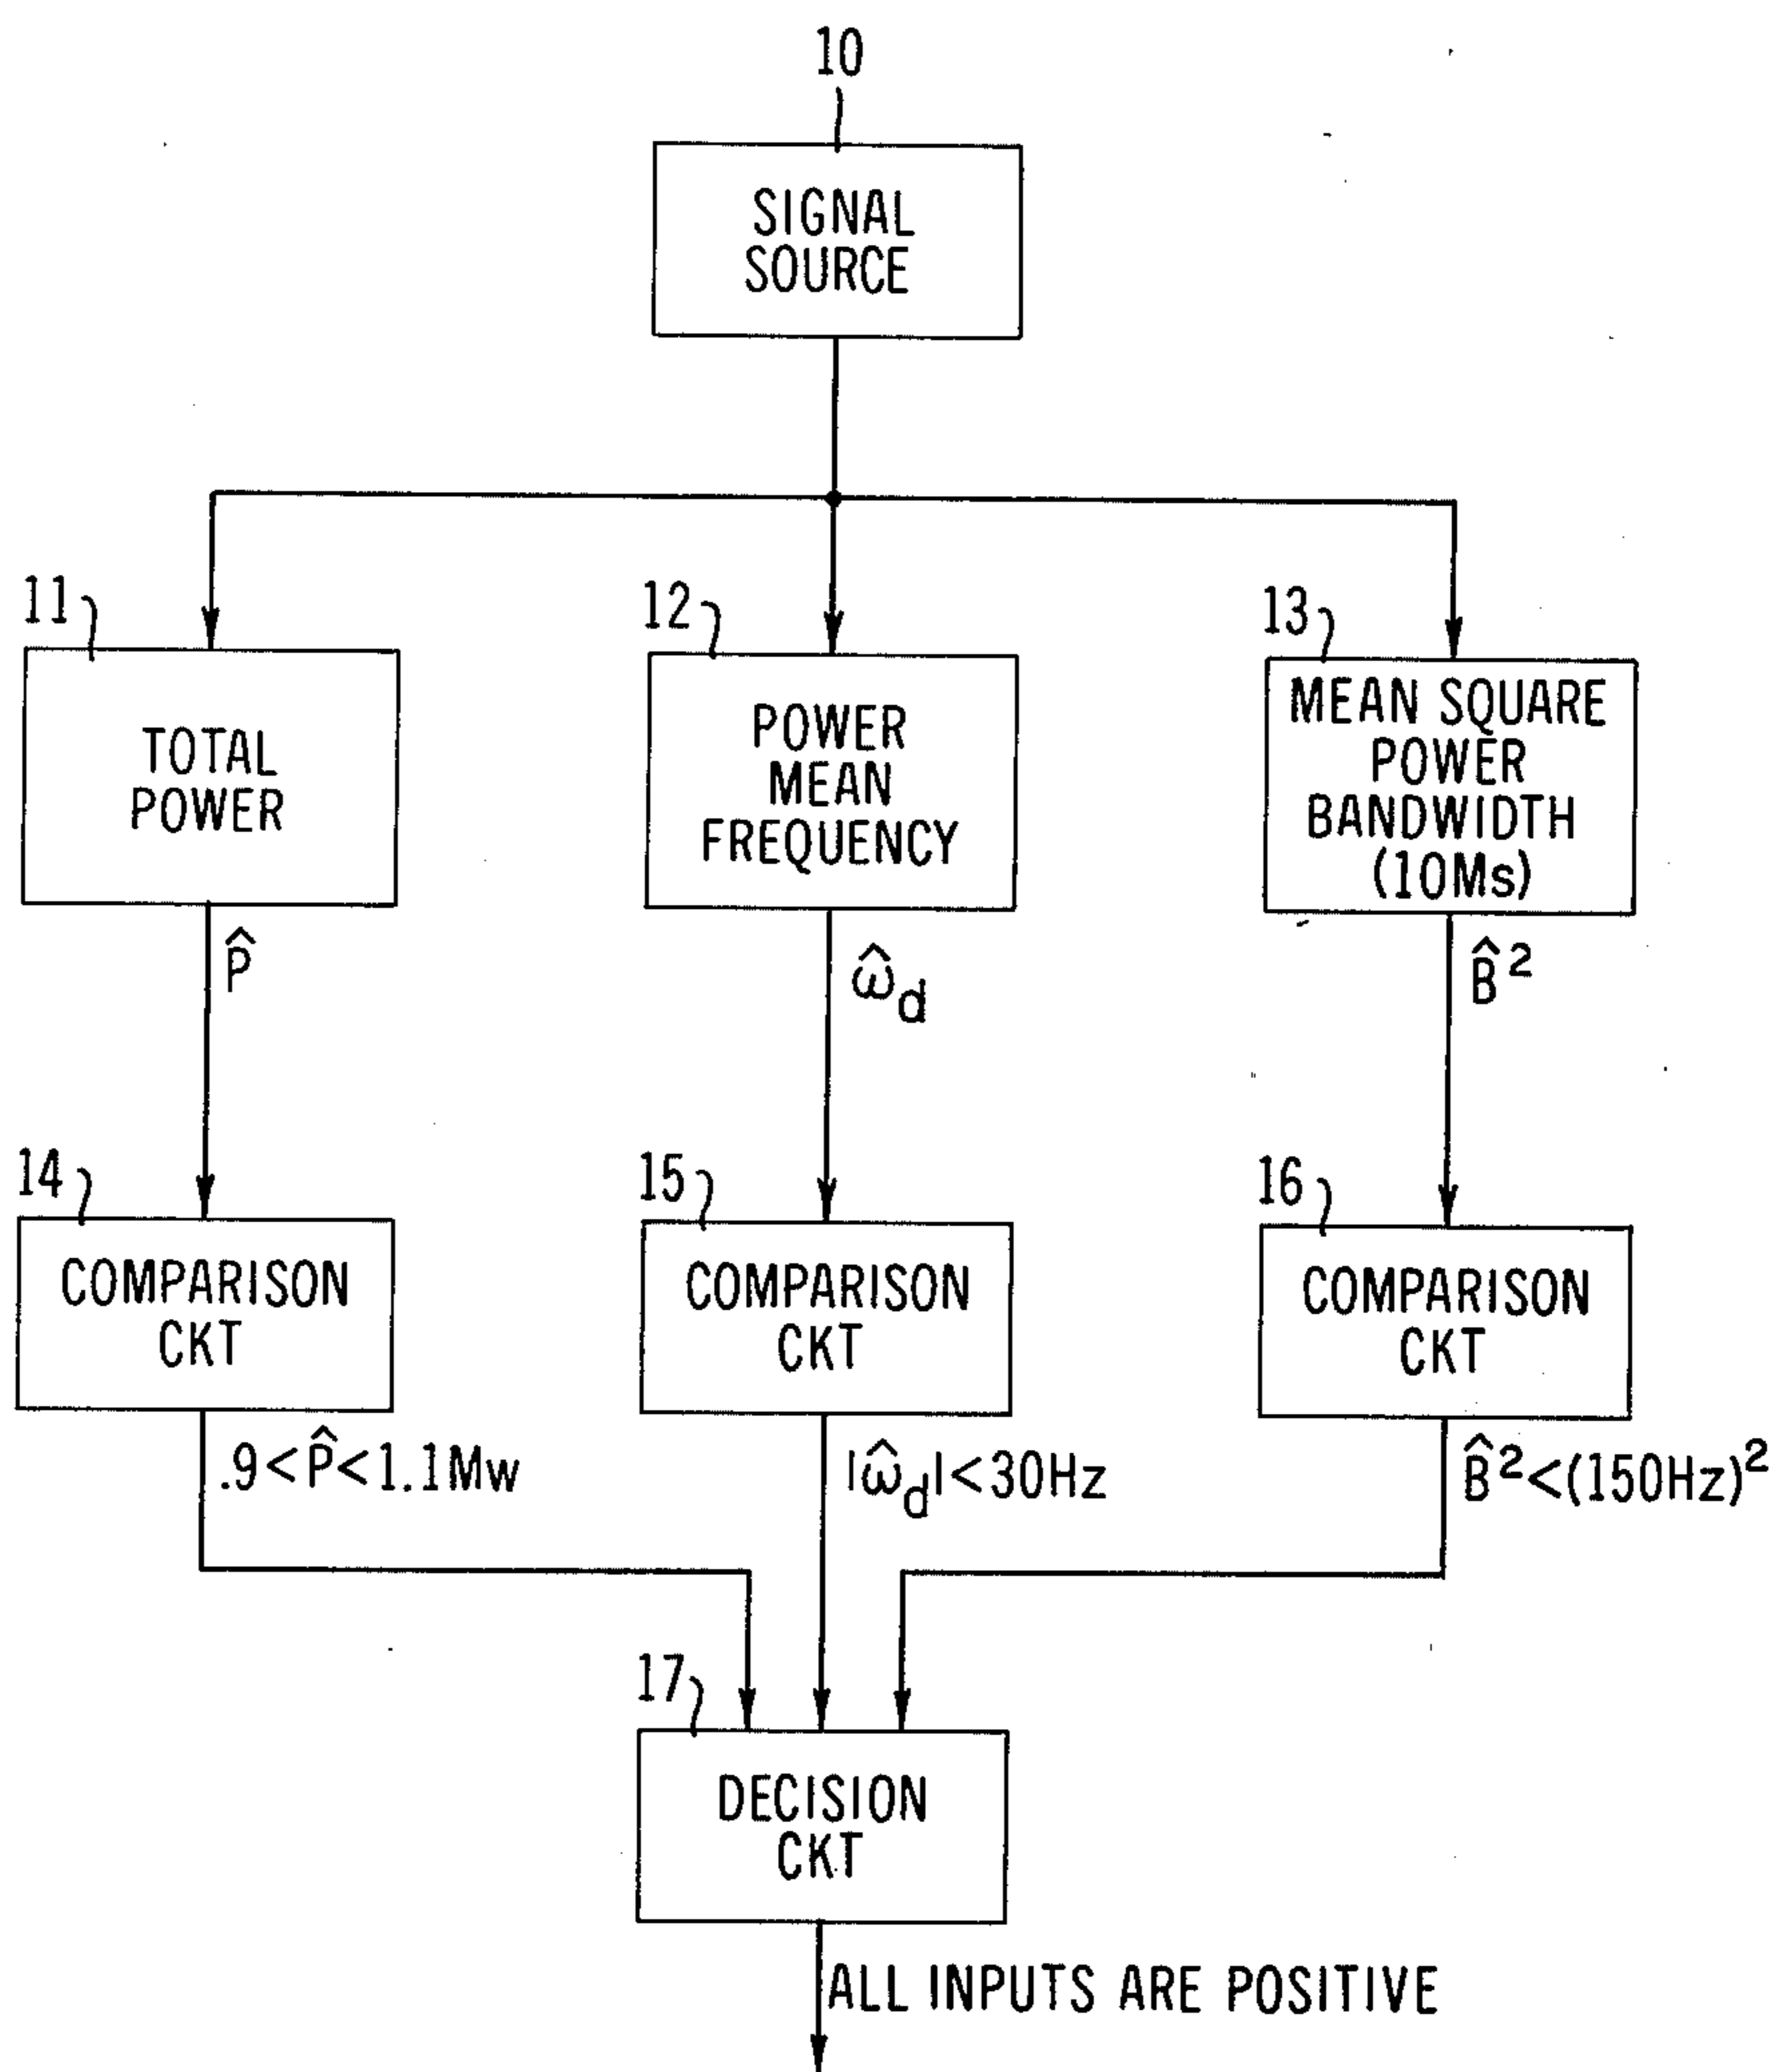 10
SIGNAL
SOURCE
11
12
13
TOTAL
POWER
POWER
MEAN
FREQUENCY
MEAN SQUARE
POWER
BANDWIDTH
(10Ms)
P̂
ω̂d
B̂²
14
15
16
COMPARISON
CKT
COMPARISON
CKT
COMPARISON
CKT
.9<P̂<1.1Mw
|ω̂d|<30Hz
B̂²<(150Hz)²
17
DECISION
CKT
ALL INPUTS ARE POSITIVE